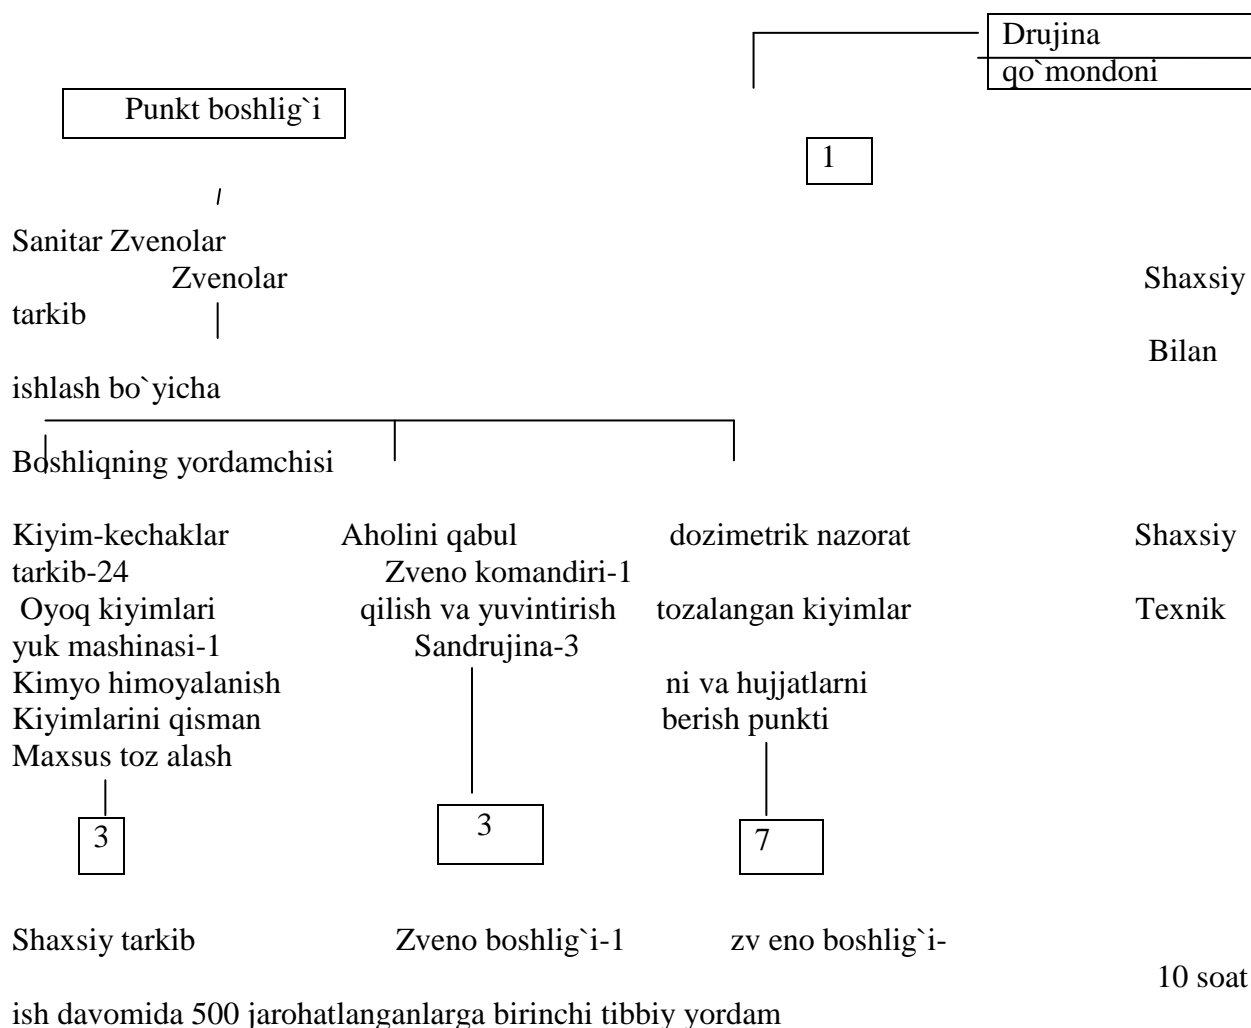 Drujina
qo`mondoni
Punkt boshlig`i
1
Sanitar Zvenolar
Zvenolar Shaxsiy
tarkib
Bilan
ishlash bo`yicha
Boshliqning yordamchisi
Kiyim-kechaklar Aholini qabul dozimetrik nazorat Shaxsiy
tarkib-24 Zveno komandiri-1
Oyoq kiyimlari qilish va yuvintirish tozalangan kiyimlar Texnik
yuk mashinasi-1 Sandrujina-3
Kimyo himoyalanish ni va hujjatlarni
Kiyimlarini qisman berish punkti
Maxsus toz alash
3 3 7
Shaxsiy tarkib Zveno boshlig`i-1 zv eno boshlig`i-
10 soat
ish davomida 500 jarohatlanganlarga birinchi tibbiy yordam